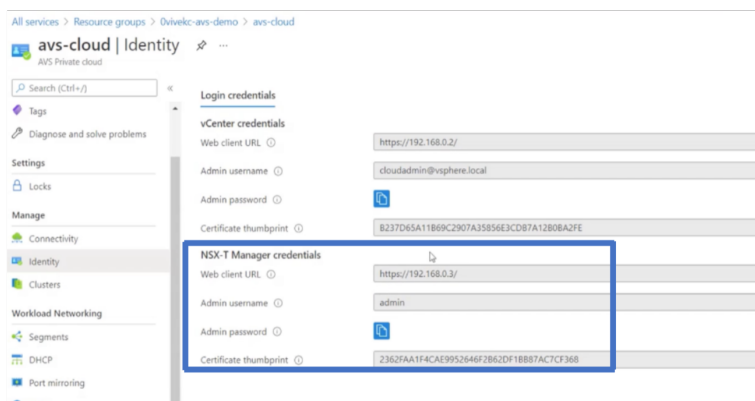 All services > Resource groups > 0vivekc-avs-demo > avs-cloud
avs-cloud | Identity
AVS Private cloud
Search (Ctrl+/)
Tags
Diagnose and solve problems
Settings
Locks
Manage
Connectivity
Identity
Clusters
Workload Networking
Segments
DHCP
Port mirroring
Login credentials
vCenter credentials
Web client URL https://192.168.0.2/
Admin username cloudadmin@vsphere.local
Admin password
Certificate thumbprint B237D65A11B69C2907A35856E3CDB7A12B0BA2FE
NSX-T Manager credentials
Web client URL https://192.168.0.3/
Admin username admin
Admin password
Certificate thumbprint 2362FAA1F4CAE9952646F2B62DF1BB87AC7CF368